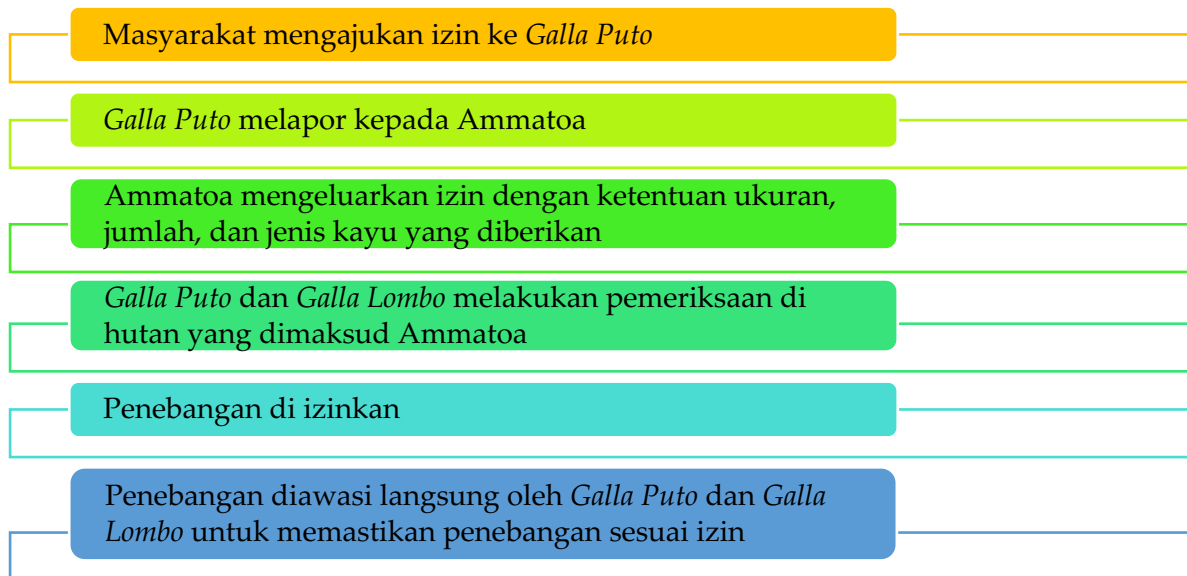 Masyarakat mengajukan izin ke Galla Puto
Galla Puto melapor kepada Ammatoa
Ammatoa mengeluarkan izin dengan ketentuan ukuran,
jumlah, dan jenis kayu yang diberikan
Galla Puto dan Galla Lombo melakukan pemeriksaan di
hutan yang dimaksud Ammatoa
Penebangan di izinkan
Penebangan diawasi langsung oleh Galla Puto dan Galla
Lombo untuk memastikan penebangan sesuai izin